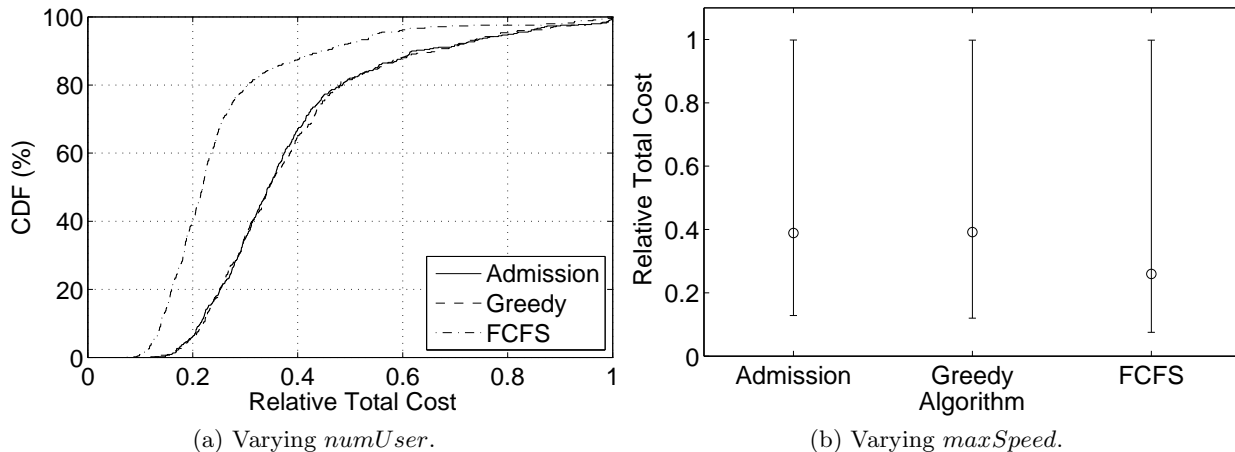 100
80
60
40
20
0
CDF (%)
0 0.2 0.4 0.6 0.8 1
Relative Total Cost
Admission
Greedy
FCFS
(a) Varying numUser.
1
0.8
0.6
0.4
0.2
0
Relative Total Cost
Admission Greedy FCFS
Algorithm
(b) Varying maxSpeed.